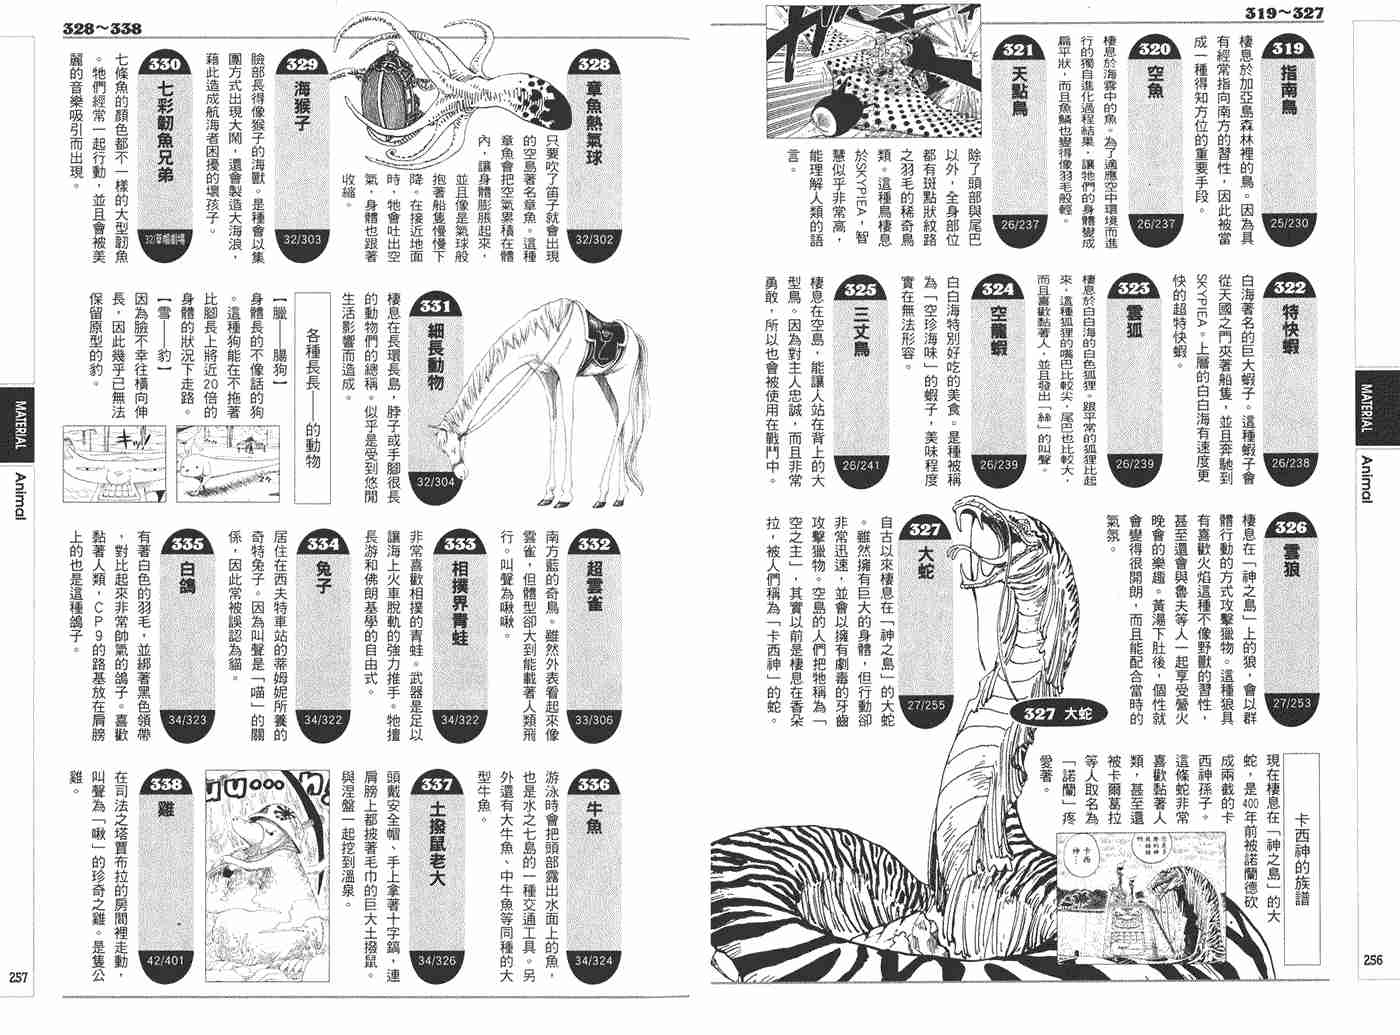 319~327
319
指南鳥
25/230
棲息於加亞島森林裡的鳥。因為具
有經常指向南方的習性，因此被當
成一種得知方位的重要手段。
320
空魚
26/237
棲息於海雲中的魚。為了適應空中環境而進
行的獨自進化過程結果，讓牠們的身體變成
扁平狀，而且魚鱗也變得像羽毛般輕。
321
天點鳥
26/237
除了頭部與尾巴
以外，全身部位
都有斑點狀紋路
之羽毛的稀奇鳥
類。這種鳥棲息
於SKYPIEA，智
慧似乎非常高，
能理解人類的語
言。
322
特快蝦
26/238
白海著名的巨大蝦子。這種蝦子會
從天國之門夾著船隻，並且奔馳到
SKYPIEA。上層的白白海有速度更
快的超特快蝦。
323
雲狐
26/239
棲息於白白海的白色狐狸。跟平常的狐狸比起
來，這種狐狸的嘴巴比較尖，尾巴也比較大，
而且喜歡黏著人，並且發出「絲」的叫聲。
324
空龍蝦
26/239
白白海特別好吃的美食。是種被稱
為「空珍海味」的蝦子，美味程度
實在無法形容。
325
三丈鳥
26/241
棲息在空島，能讓人站在背上的大
型鳥。因為對主人忠誠，而且非常
勇敢，所以也會被使用在戰鬥中。
326
雲狼
27/253
棲息在「神之島」上的狼，會以群
體行動的方式攻擊獵物。這種狼具
有喜歡火焰這種不像野獸的習性，
甚至還會與魯夫等人一起享受營火
晚會的樂趣。黃湯下肚後，個性就
會變得很開朗，而且能配合當時的
氣氛。
327
大蛇
27/255
自古以來棲息在「神之島」的大蛇
。雖然擁有巨大的身體，但行動卻
非常迅速，並會以擁有劇毒的牙齒
攻擊獵物。空島的人們把牠稱為「
空之主」，其實以前是棲息在香朵
拉，被人們稱為「卡西神」的蛇。
327 大蛇
卡西神的族譜
現在棲息在「神之島」的大
蛇，是400年前被諾蘭德砍
成兩截的卡
西神孫子。
這條蛇非常
喜歡黏著人
類，甚至還
被卡爾葛拉
等人取名為
「諾蘭」疼
愛著。
卡西
神…
MATERIAL
Animal
256
328~338
328
章魚熱氣球
32/302
只要吹了笛子就會出現
的空島著名章魚。這種
章魚會把空氣累積在體
內，讓身體膨脹起來，
並且像是氣球般
抱著船隻慢慢下
降。在接近地面
時，牠會吐出空
氣，身體也跟著
收縮。
329
海猴子
32/303
臉部長得像猴子的海獸。是種會以集
團方式出現大鬧，還會製造大海浪，
藉此造成航海者困擾的壞孩子。
330
七彩韌魚兄弟
32/草帽劇場
七條魚的顏色都不一樣的大型韌魚
。牠們經常一起行動，並且會被美
麗的音樂吸引而出現。
331
細長動物
32/304
棲息在長環長島，脖子或手腳很長
的動物們的總稱。似乎是受到悠閒
生活影響而造成。
各種長長——的動物
【臘——腸狗】
身體長的不像話的狗
。這種狗能在不拖著
比腳長上將近20倍的
身體的狀況下走路。
【雪——豹】
因為臉不幸往橫向伸
長，因此幾乎已無法
保留原型的豹。
キッ!
332
超雲雀
33/306
南方藍的奇鳥。雖然外表看起來像
雲雀，但體型卻大到能載著人類飛
行。叫聲為啾啾。
333
相撲界青蛙
34/322
非常喜歡相撲的青蛙。武器是足以
讓海上火車脫軌的強力推手。牠擅
長游和佛朗基學的自由式。
334
兔子
34/322
居住在西夫特車站的蒂姆妮所養的
奇特兔子。因為叫聲是「喵」的關
係，因此常被誤認為貓。
335
白鴿
34/323
有著白色的羽毛，並綁著黑色領帶
，對比起來非常帥氣的鴿子。喜歡
黏著人類，CP9的路基放在肩膀
上的也是這種鴿子。
336
牛魚
34/324
游泳時會把頭部露出水面上的魚，
也是水之七島的一種交通工具。另
外還有大牛魚、中牛魚等同種的大
型牛魚。
337
土撥鼠老大
34/326
頭戴安全帽、手上拿著十字鎬，連
肩膀上都披著毛巾的巨大土撥鼠。
與涅盤一起挖到溫泉。
338
雞
42/401
在司法之塔賈布拉的房間裡走動，
叫聲為「啾」的珍奇之雞。是隻公
雞。
MATERIAL
Animal
257